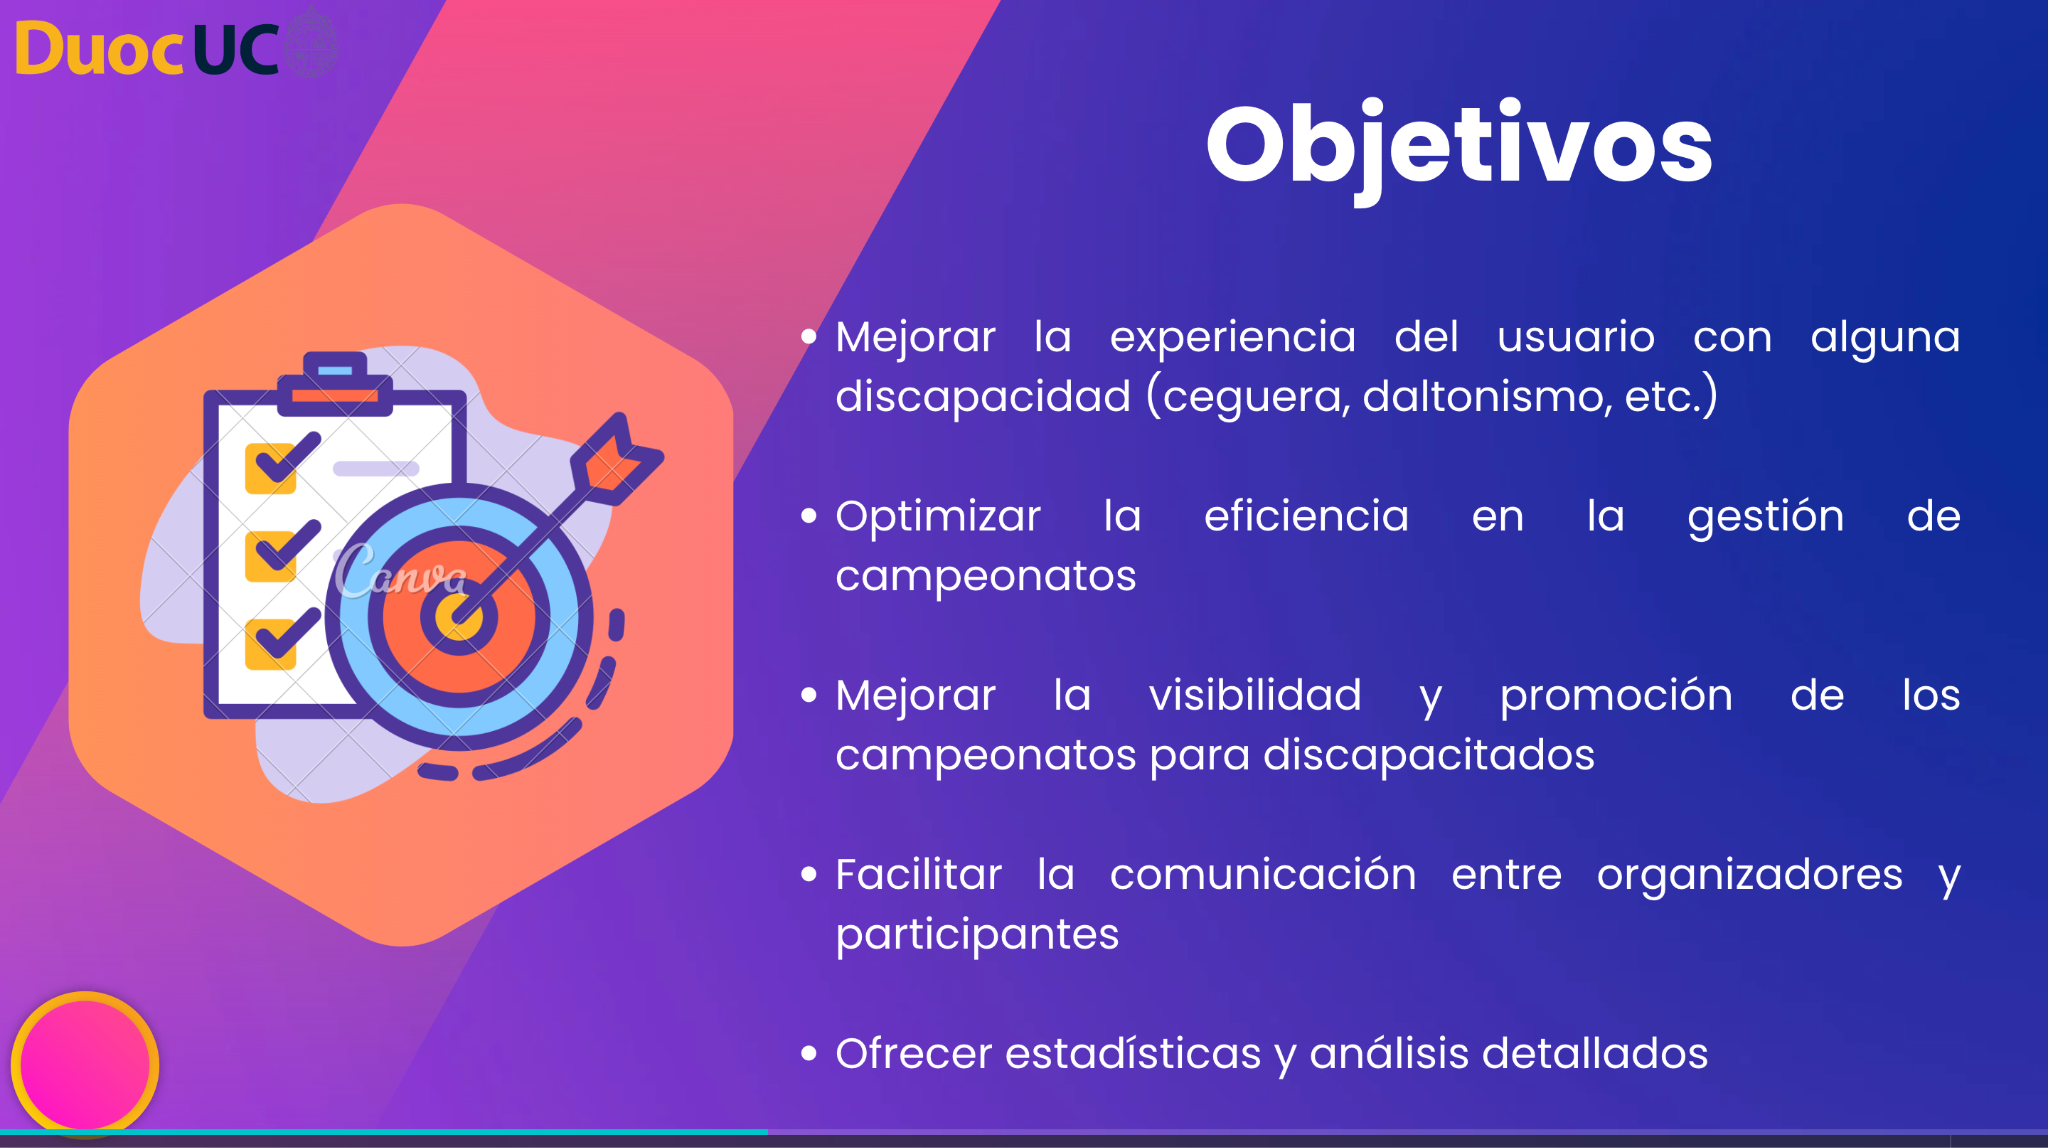 Duoc UC
Objetivos
• Mejorar la experiencia del usuario con alguna
discapacidad (ceguera, daltonismo, etc.)
• Optimizar la eficiencia en la gestión de
campeonatos
• Mejorar la visibilidad y promoción de los
campeonatos para discapacitados
• Facilitar la comunicación entre organizadores y
participantes
• Ofrecer estadísticas y análisis detallados
Canva